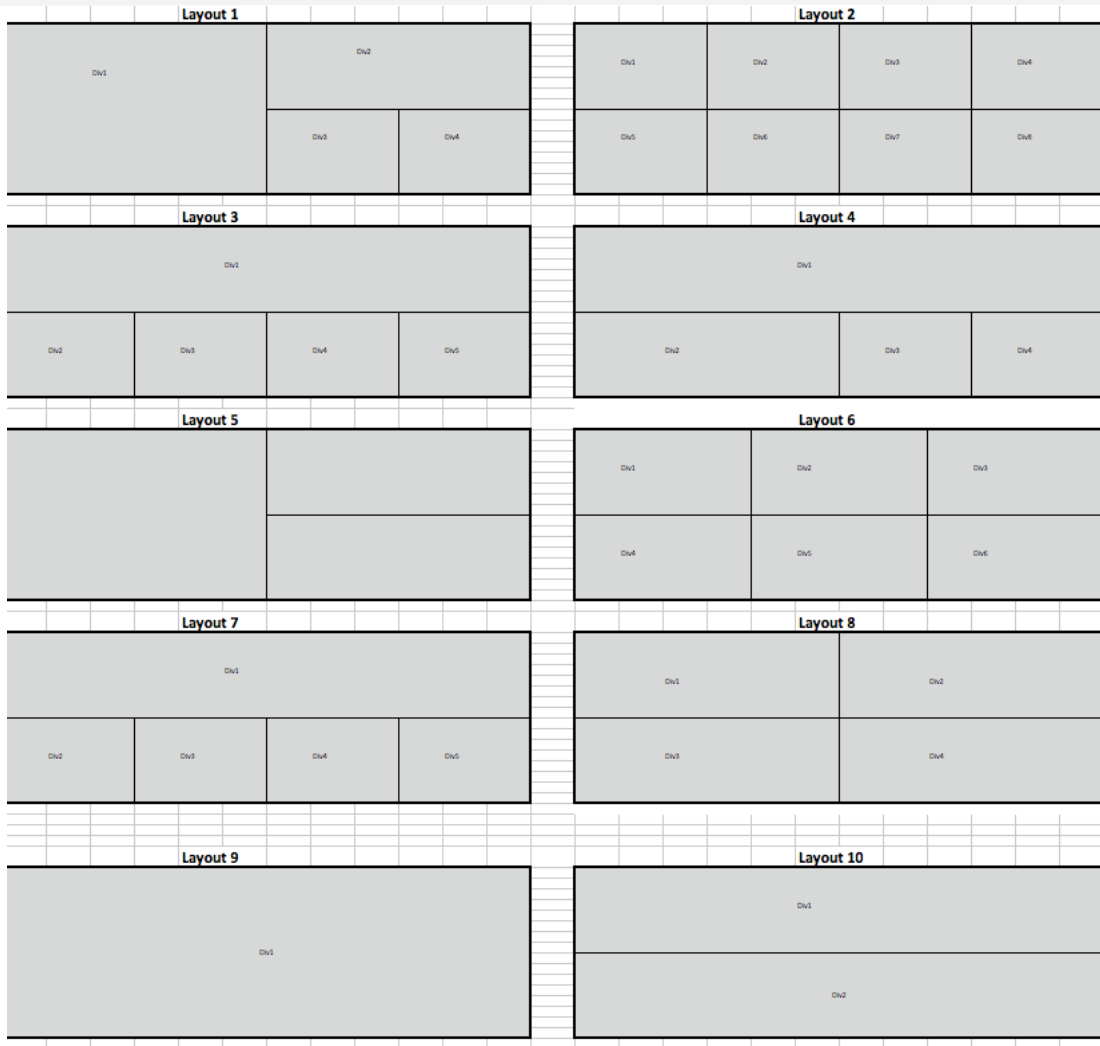 Layout 1
Div1
Div2
Div3
Div4
Layout 2
Div1
Div2
Div3
Div4
Div5
Div6
Div7
Div8
Layout 3
Div1
Div2
Div3
Div4
Div5
Layout 4
Div1
Div2
Div3
Div4
Layout 5
Layout 6
Div1
Div2
Div3
Div4
Div5
Div6
Layout 7
Div1
Div2
Div3
Div4
Div5
Layout 8
Div1
Div2
Div3
Div4
Layout 9
Div1
Layout 10
Div1
Div2